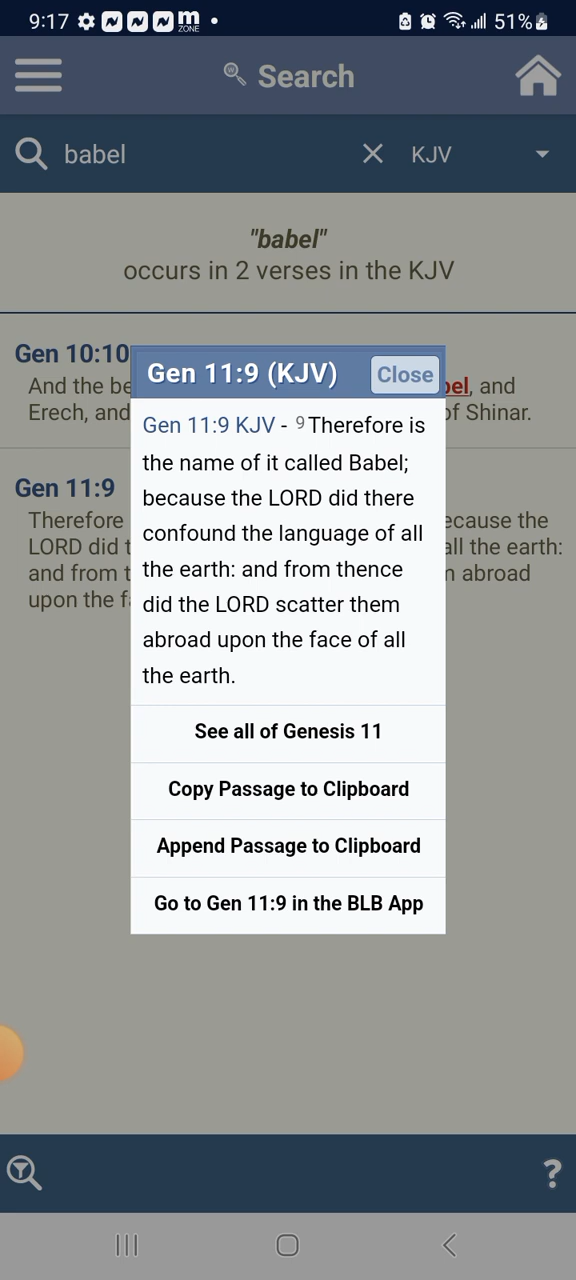 9:17
m
ZONE
51%
Search
babel
KJV
"babel"
occurs in 2 verses in the KJV
Gen 10:10
And the be
bel, and
Erech, and
of Shinar.
Gen 11:9
Therefore
ecause the
LORD did t
all the earth:
and from t
m abroad
upon the fa
Gen 11:9 (KJV)
Close
Gen 11:9 KJV - 9 Therefore is
the name of it called Babel;
because the LORD did there
confound the language of all
the earth: and from thence
did the LORD scatter them
abroad upon the face of all
the earth.
See all of Genesis 11
Copy Passage to Clipboard
Append Passage to Clipboard
Go to Gen 11:9 in the BLB App
?